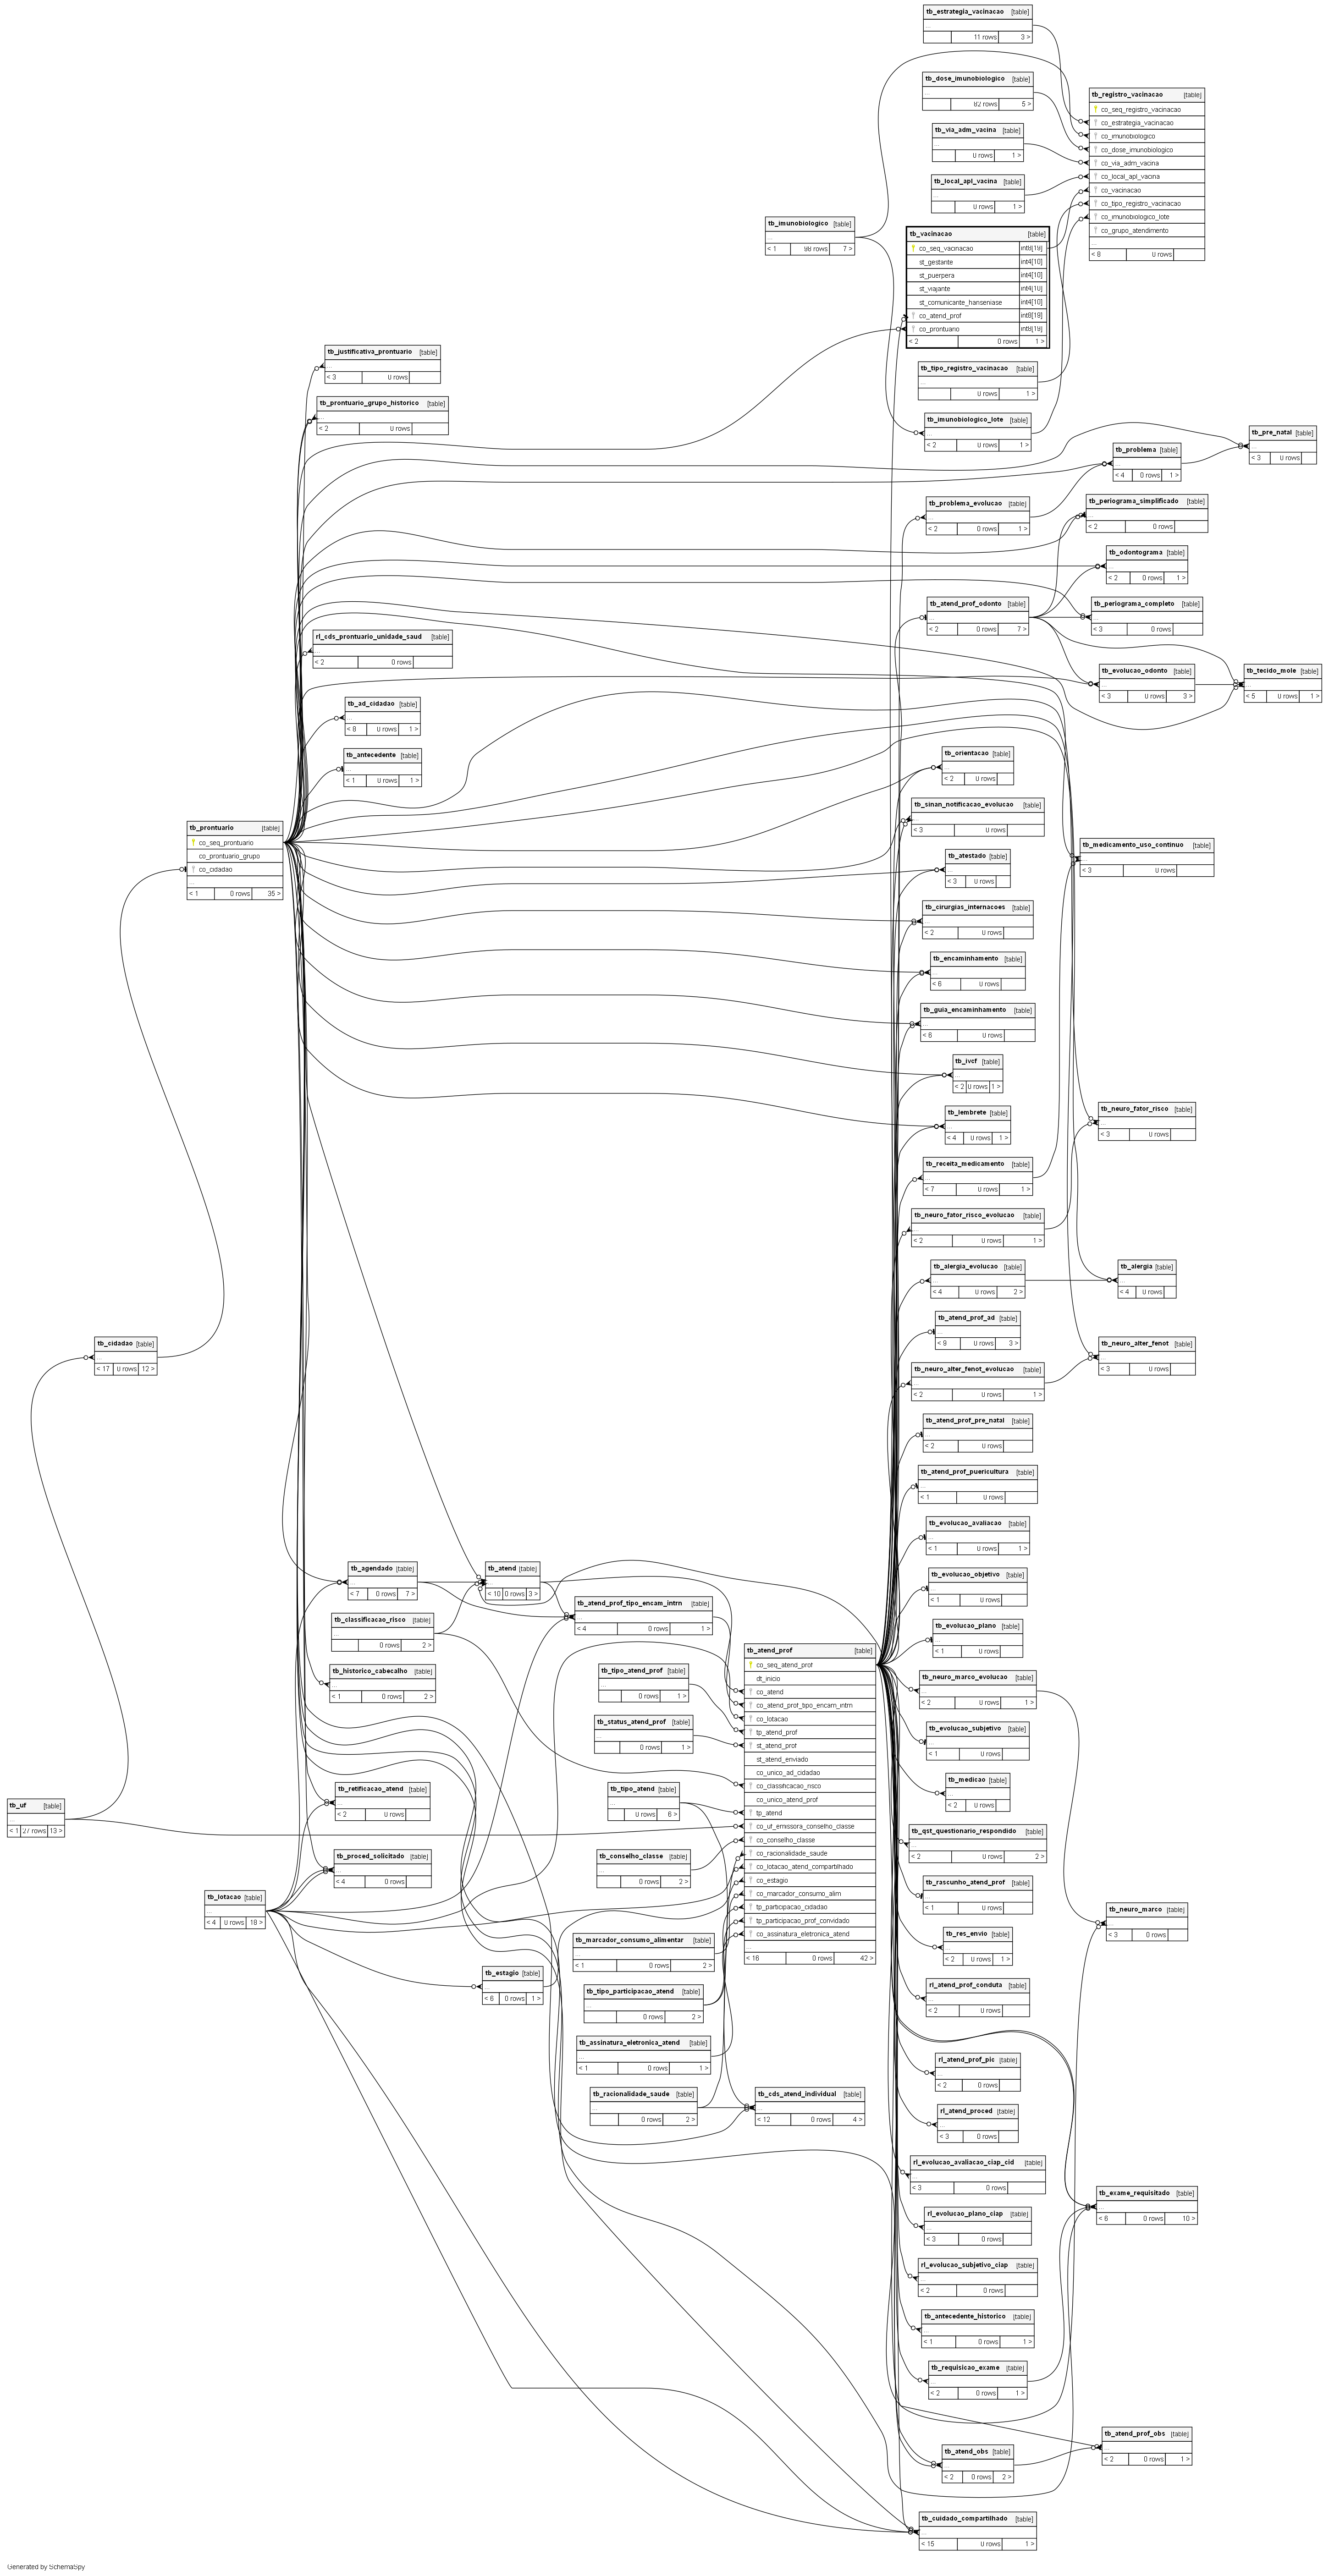 tb_estrategia_vacinacao [table]
...
11 rows 3 >
tb_dose_imunobiologico [table]
...
82 rows 5 >
tb_registro_vacinacao [table]
co_seq_registro_vacinacao
co_estrategia_vacinacao
co_imunobiologico
co_dose_imunobiologico
co_via_adm_vacina
co_local_apl_vacina
co_vacinacao
co_tipo_registro_vacinacao
co_imunobiologico_lote
co_grupo_atendimento
...
< 8 0 rows
tb_via_adm_vacina [table]
...
0 rows 1 >
tb_local_apl_vacina [table]
...
0 rows 1 >
tb_imunobiologico [table]
...
< 1 98 rows 7 >
tb_vacinacao [table]
co_seq_vacinacao int8[19]
st_gestante int4[10]
st_puerpera int4[10]
st_viajante int4[10]
st_comunicante_hanseniase int4[10]
co_atend_prof int8[19]
co_prontuario int8[19]
< 2 0 rows 1 >
tb_justificativa_prontuario [table]
...
< 3 0 rows
tb_tipo_registro_vacinacao [table]
...
0 rows 1 >
tb_prontuario_grupo_historico [table]
...
< 2 0 rows
tb_imunobiologico_lote [table]
...
< 2 0 rows 1 >
tb_pre_natal [table]
...
< 3 0 rows
tb_problema [table]
...
< 4 0 rows 1 >
tb_problema_evolucao [table]
...
< 2 0 rows 1 >
tb_periograma_simplificado [table]
...
< 2 0 rows
tb_odontograma [table]
...
< 2 0 rows 1 >
tb_atend_prof_odonto [table]
...
< 2 0 rows 7 >
tb_periograma_completo [table]
...
< 3 0 rows
rl_cds_prontuario_unidade_saud [table]
...
< 2 0 rows
tb_evolucao_odonto [table]
...
< 3 0 rows 3 >
tb_tecido_mole [table]
...
< 5 0 rows 1 >
tb_ad_cidadao [table]
...
< 8 0 rows 1 >
tb_antecedente [table]
...
< 1 0 rows 1 >
tb_orientacao [table]
...
< 2 0 rows
tb_sinan_notificacao_evolucao [table]
...
< 3 0 rows
tb_prontuario [table]
co_seq_prontuario
co_prontuario_grupo
co_cidadao
...
< 1 0 rows 35 >
tb_medicamento_uso_continuo [table]
...
< 3 0 rows
tb_atestado [table]
...
< 3 0 rows
tb_cirurgias_internacoes [table]
...
< 2 0 rows
tb_encaminhamento [table]
...
< 6 0 rows
tb_guia_encaminhamento [table]
...
< 6 0 rows
tb_ivcf [table]
...
< 2 0 rows 1 >
tb_lembrete [table]
...
< 4 0 rows 1 >
tb_neuro_fator_risco [table]
...
< 3 0 rows
tb_receita_medicamento [table]
...
< 7 0 rows 1 >
tb_neuro_fator_risco_evolucao [table]
...
< 2 0 rows 1 >
tb_alergia_evolucao [table]
...
< 4 0 rows 2 >
tb_alergia [table]
...
< 4 0 rows
tb_atend_prof_ad [table]
...
< 9 0 rows 3 >
tb_cidadao [table]
...
< 17 0 rows 12 >
tb_neuro_alter_fenot [table]
...
< 3 0 rows
tb_neuro_alter_fenot_evolucao [table]
...
< 2 0 rows 1 >
tb_atend_prof_pre_natal [table]
...
< 2 0 rows
tb_atend_prof_puericultura [table]
...
< 1 0 rows
tb_evolucao_avaliacao [table]
...
< 1 0 rows 1 >
tb_agendado [table]
...
< 7 0 rows 7 >
tb_atend [table]
...
< 10 0 rows 3 >
tb_evolucao_objetivo [table]
...
< 1 0 rows
tb_atend_prof_tipo_encam_intrn [table]
...
< 4 0 rows 1 >
tb_classificacao_risco [table]
...
0 rows 2 >
tb_evolucao_plano [table]
...
< 1 0 rows
tb_atend_prof [table]
co_seq_atend_prof
dt_inicio
co_atend
co_atend_prof_tipo_encam_intrn
co_lotacao
tp_atend_prof
st_atend_prof
st_atend_enviado
co_unico_ad_cidadao
co_classificacao_risco
co_unico_atend_prof
tp_atend
co_uf_emissora_conselho_classe
co_conselho_classe
co_racionalidade_saude
co_lotacao_atend_compartilhado
co_estagio
co_marcador_consumo_alim
tp_participacao_cidadao
tp_participacao_prof_convidado
co_assinatura_eletronica_atend
...
< 16 0 rows 42 >
tb_historico_cabecalho [table]
...
< 1 0 rows 2 >
tb_tipo_atend_prof [table]
...
0 rows 1 >
tb_neuro_marco_evolucao [table]
...
< 2 0 rows 1 >
tb_status_atend_prof [table]
...
0 rows 1 >
tb_evolucao_subjetivo [table]
...
< 1 0 rows
tb_retificacao_atend [table]
...
< 2 0 rows
tb_tipo_atend [table]
...
0 rows 6 >
tb_medicao [table]
...
< 2 0 rows
tb_uf [table]
...
< 1 27 rows 13 >
tb_qst_questionario_respondido [table]
...
< 2 0 rows 2 >
tb_proced_solicitado [table]
...
< 4 0 rows
tb_conselho_classe [table]
...
0 rows 2 >
tb_rascunho_atend_prof [table]
...
< 1 0 rows
tb_lotacao [table]
...
< 4 0 rows 18 >
tb_neuro_marco [table]
...
< 3 0 rows
tb_marcador_consumo_alimentar [table]
...
< 1 0 rows 2 >
tb_res_envio [table]
...
< 2 0 rows 1 >
tb_estagio [table]
...
< 6 0 rows 1 >
tb_tipo_participacao_atend [table]
...
0 rows 2 >
rl_atend_prof_conduta [table]
...
< 2 0 rows
tb_assinatura_eletronica_atend [table]
...
< 1 0 rows 1 >
rl_atend_prof_pic [table]
...
< 2 0 rows
tb_racionalidade_saude [table]
...
0 rows 2 >
tb_cds_atend_individual [table]
...
< 12 0 rows 4 >
rl_atend_proced [table]
...
< 3 0 rows
rl_evolucao_avaliacao_ciap_cid [table]
...
< 3 0 rows
tb_exame_requisitado [table]
...
< 6 0 rows 10 >
rl_evolucao_plano_ciap [table]
...
< 3 0 rows
rl_evolucao_subjetivo_ciap [table]
...
< 2 0 rows
tb_antecedente_historico [table]
...
< 1 0 rows 1 >
tb_requisicao_exame [table]
...
< 2 0 rows 1 >
tb_atend_prof_obs [table]
...
< 2 0 rows 1 >
tb_atend_obs [table]
...
< 2 0 rows 2 >
tb_cuidado_compartilhado [table]
...
< 15 0 rows 1 >
Generated by SchemaSpy